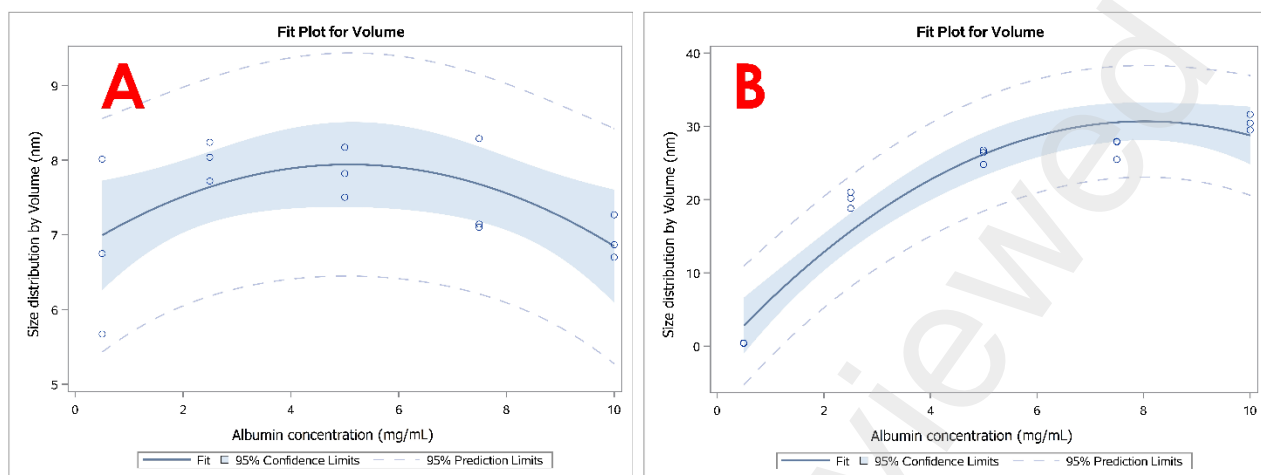 Fit Plot for Volume
A
Size distribution by Volume (nm)
9
8
7
6
5
0 2 4 6 8 10
Albumin concentration (mg/mL)
Fit 95% Confidence Limits 95% Prediction Limits
Fit Plot for Volume
B
Size distribution by Volume (nm)
40
30
20
10
0
0 2 4 6 8 10
Albumin concentration (mg/mL)
Fit 95% Confidence Limits 95% Prediction Limits
viewed